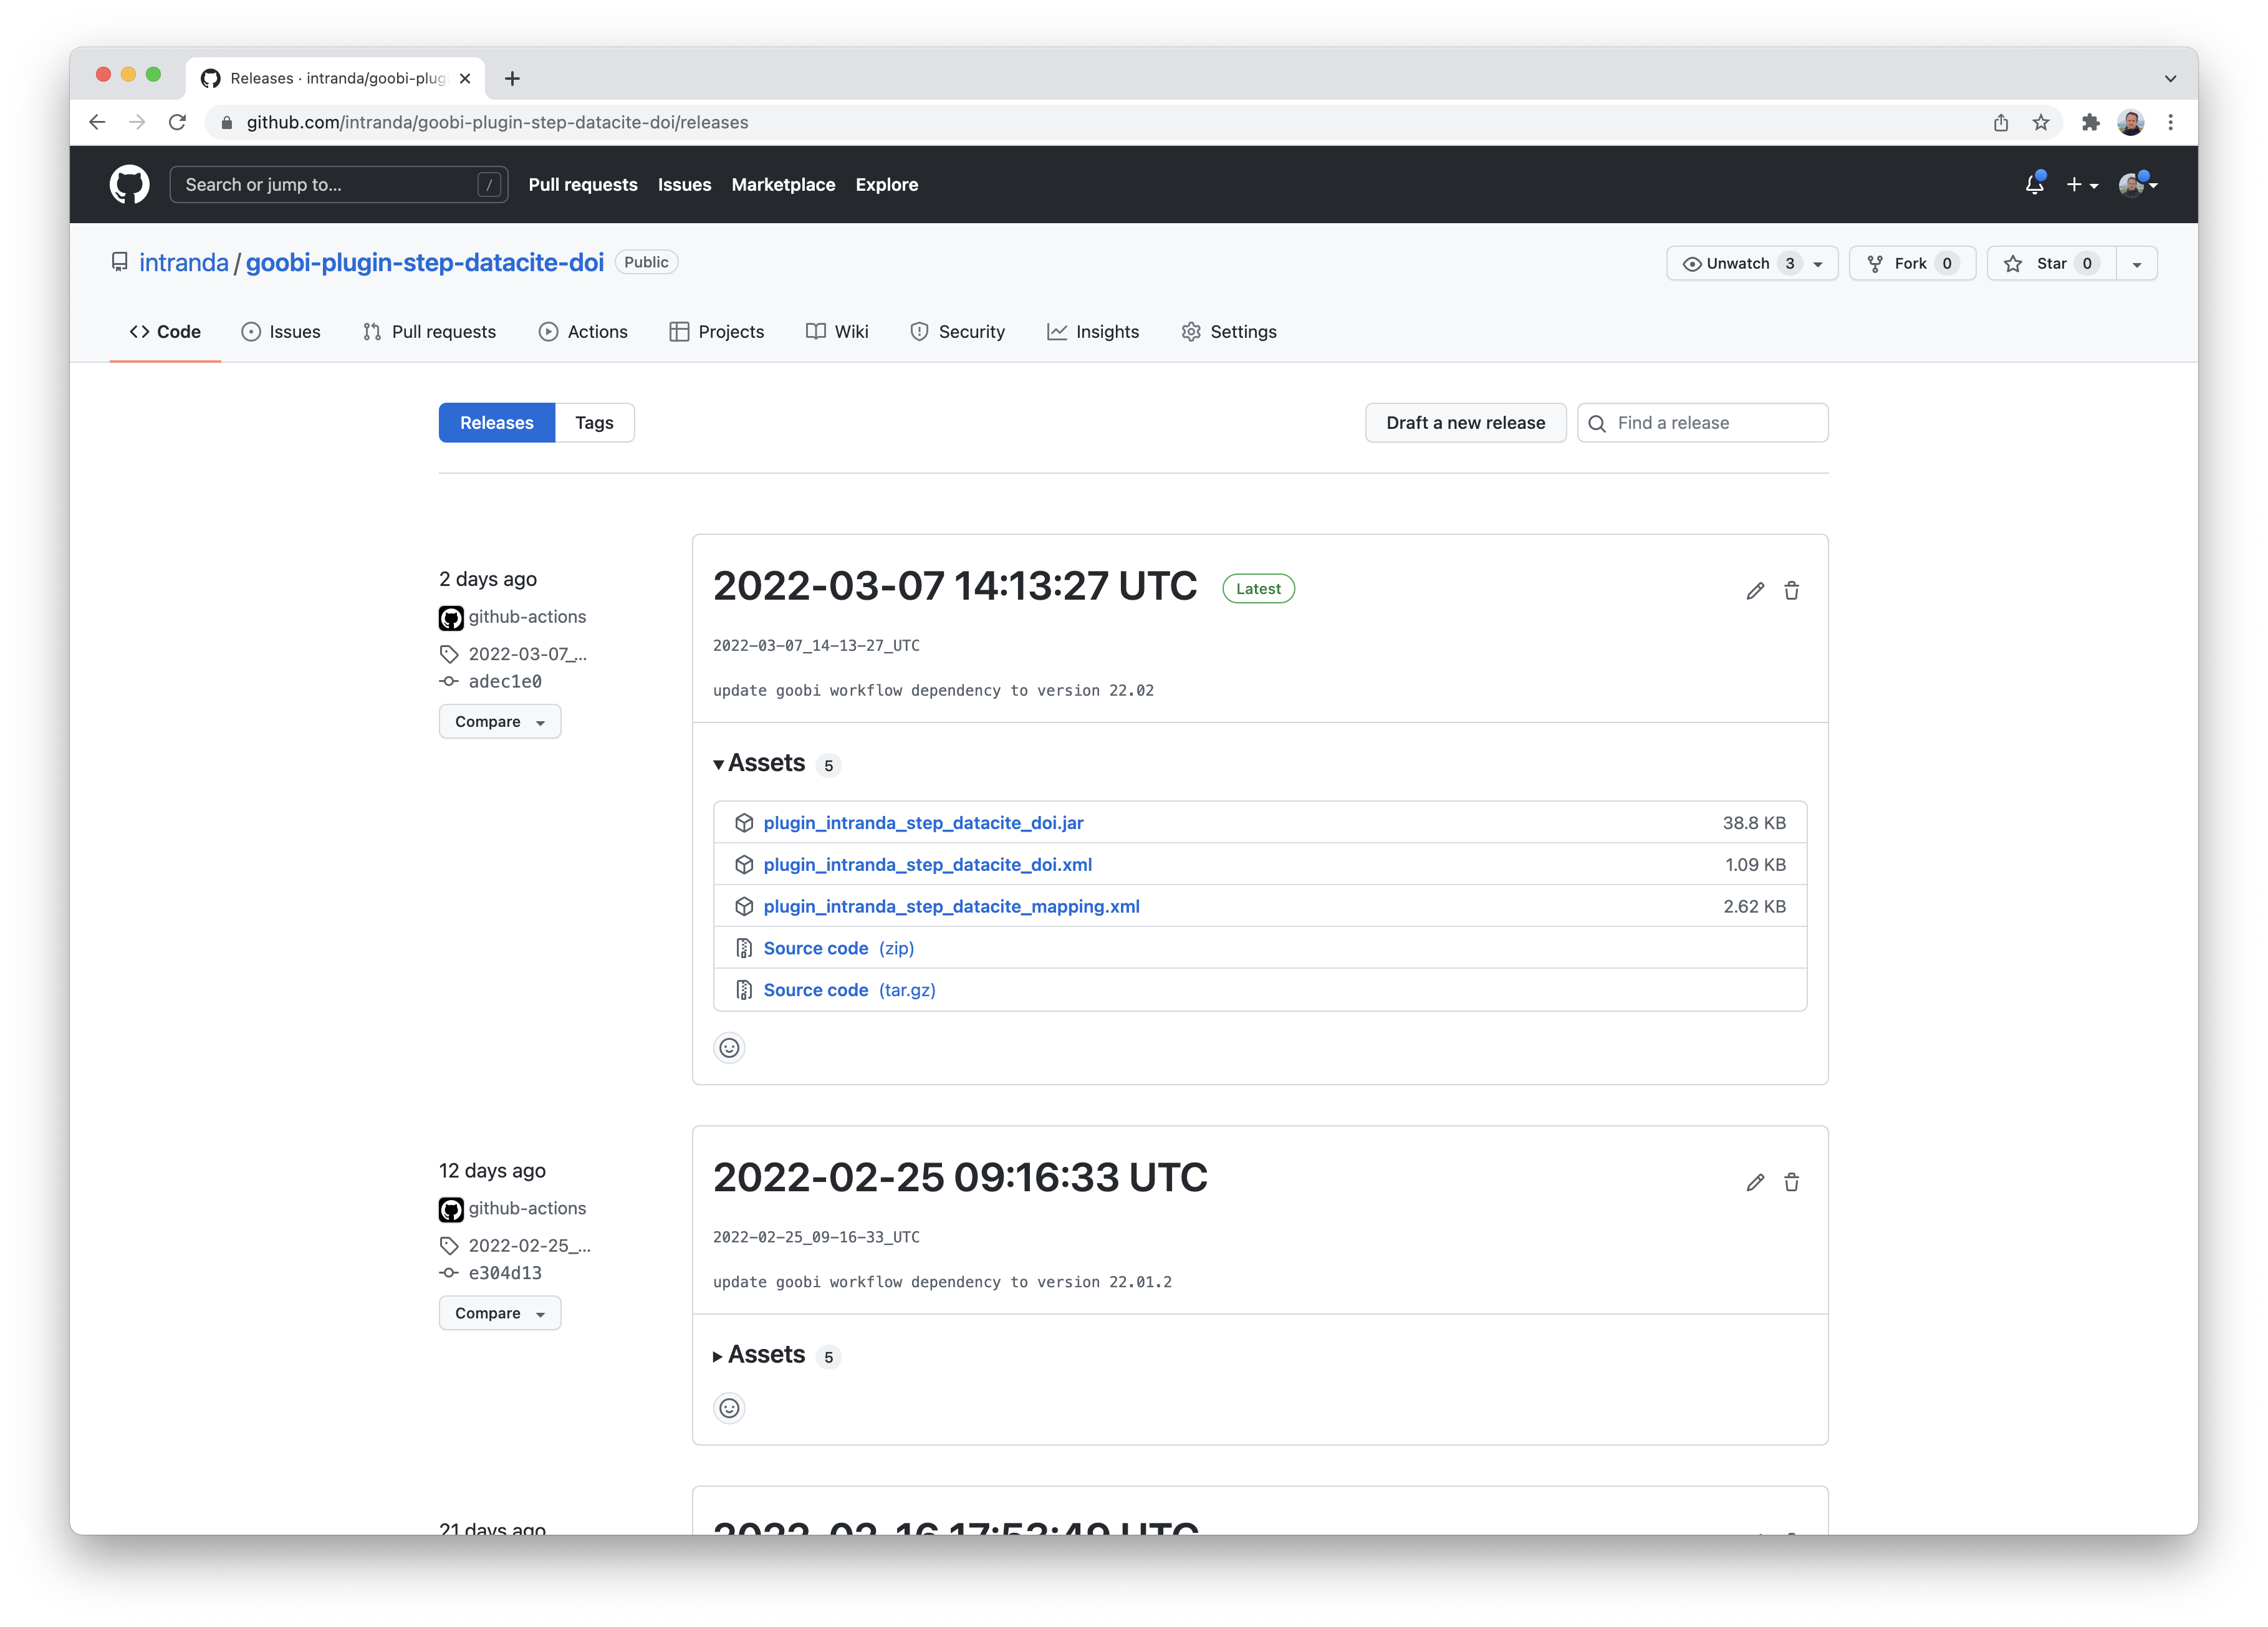 Releases · intranda/goobi-plug
github.com/intranda/goobi-plugin-step-datacite-doi/releases
Search or jump to... / Pull requests Issues Marketplace Explore
intranda / goobi-plugin-step-datacite-doi Public Unwatch 3 Fork 0 Star 0
Code Issues Pull requests Actions Projects Wiki Security Insights Settings
Releases Tags Draft a new release Find a release
2 days ago
github-actions
2022-03-07_...
adec1e0
Compare
2022-03-07 14:13:27 UTC Latest
2022-03-07_14-13-27_UTC
update goobi workflow dependency to version 22.02
Assets 5
plugin_intranda_step_datacite_doi.jar 38.8 KB
plugin_intranda_step_datacite_doi.xml 1.09 KB
plugin_intranda_step_datacite_mapping.xml 2.62 KB
Source code (zip)
Source code (tar.gz)
12 days ago
github-actions
2022-02-25_...
e304d13
Compare
2022-02-25 09:16:33 UTC
2022-02-25_09-16-33_UTC
update goobi workflow dependency to version 22.01.2
Assets 5
21 days ago
2022-02-16 17:53:49 UTC